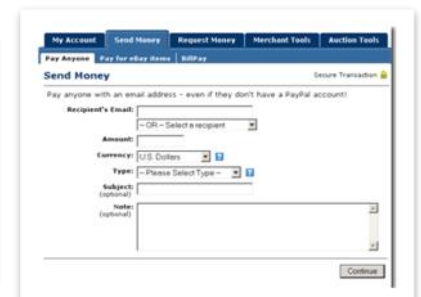 My Account Send Money Request Money Merchant Tools Auction Tools
Pay Anyone Pay for eBay Items BillPay
Send Money Secure Transaction
Pay anyone with an email address – even if they don't have a PayPal account!
Recipient's Email:
– OR – Select a recipient
Amount:
Currency: U.S. Dollars ?
Type: – Please Select Type – ?
Subject:
(optional)
Note:
(optional)
Continue